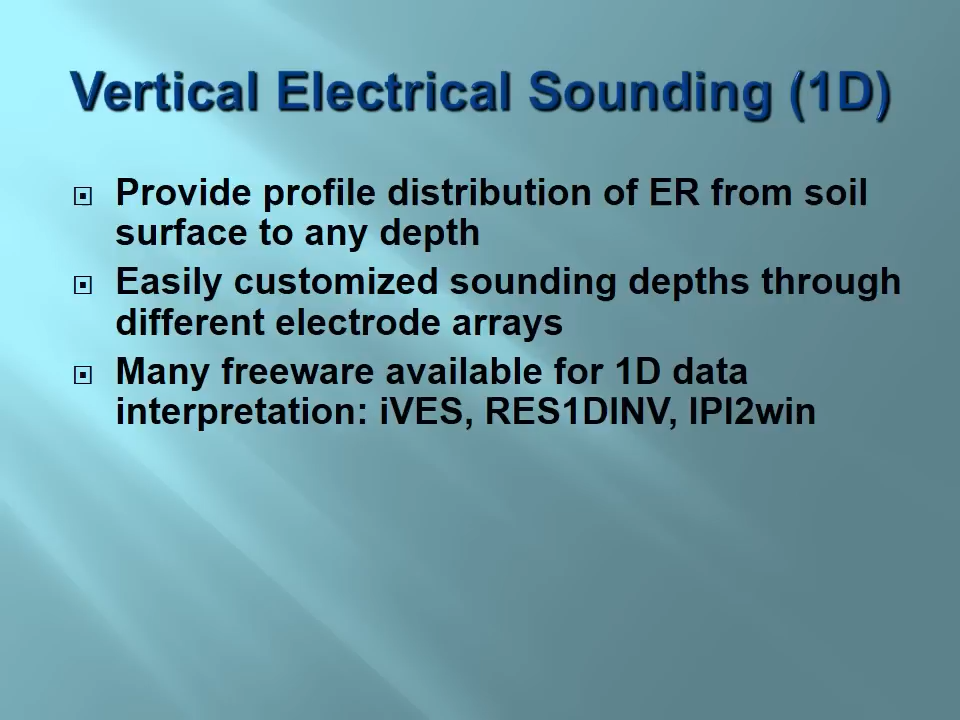 Vertical Electrical Sounding (1D)
Provide profile distribution of ER from soil
surface to any depth
Easily customized sounding depths through
different electrode arrays
Many freeware available for 1D data
interpretation: iVES, RES1DINV, IPI2win